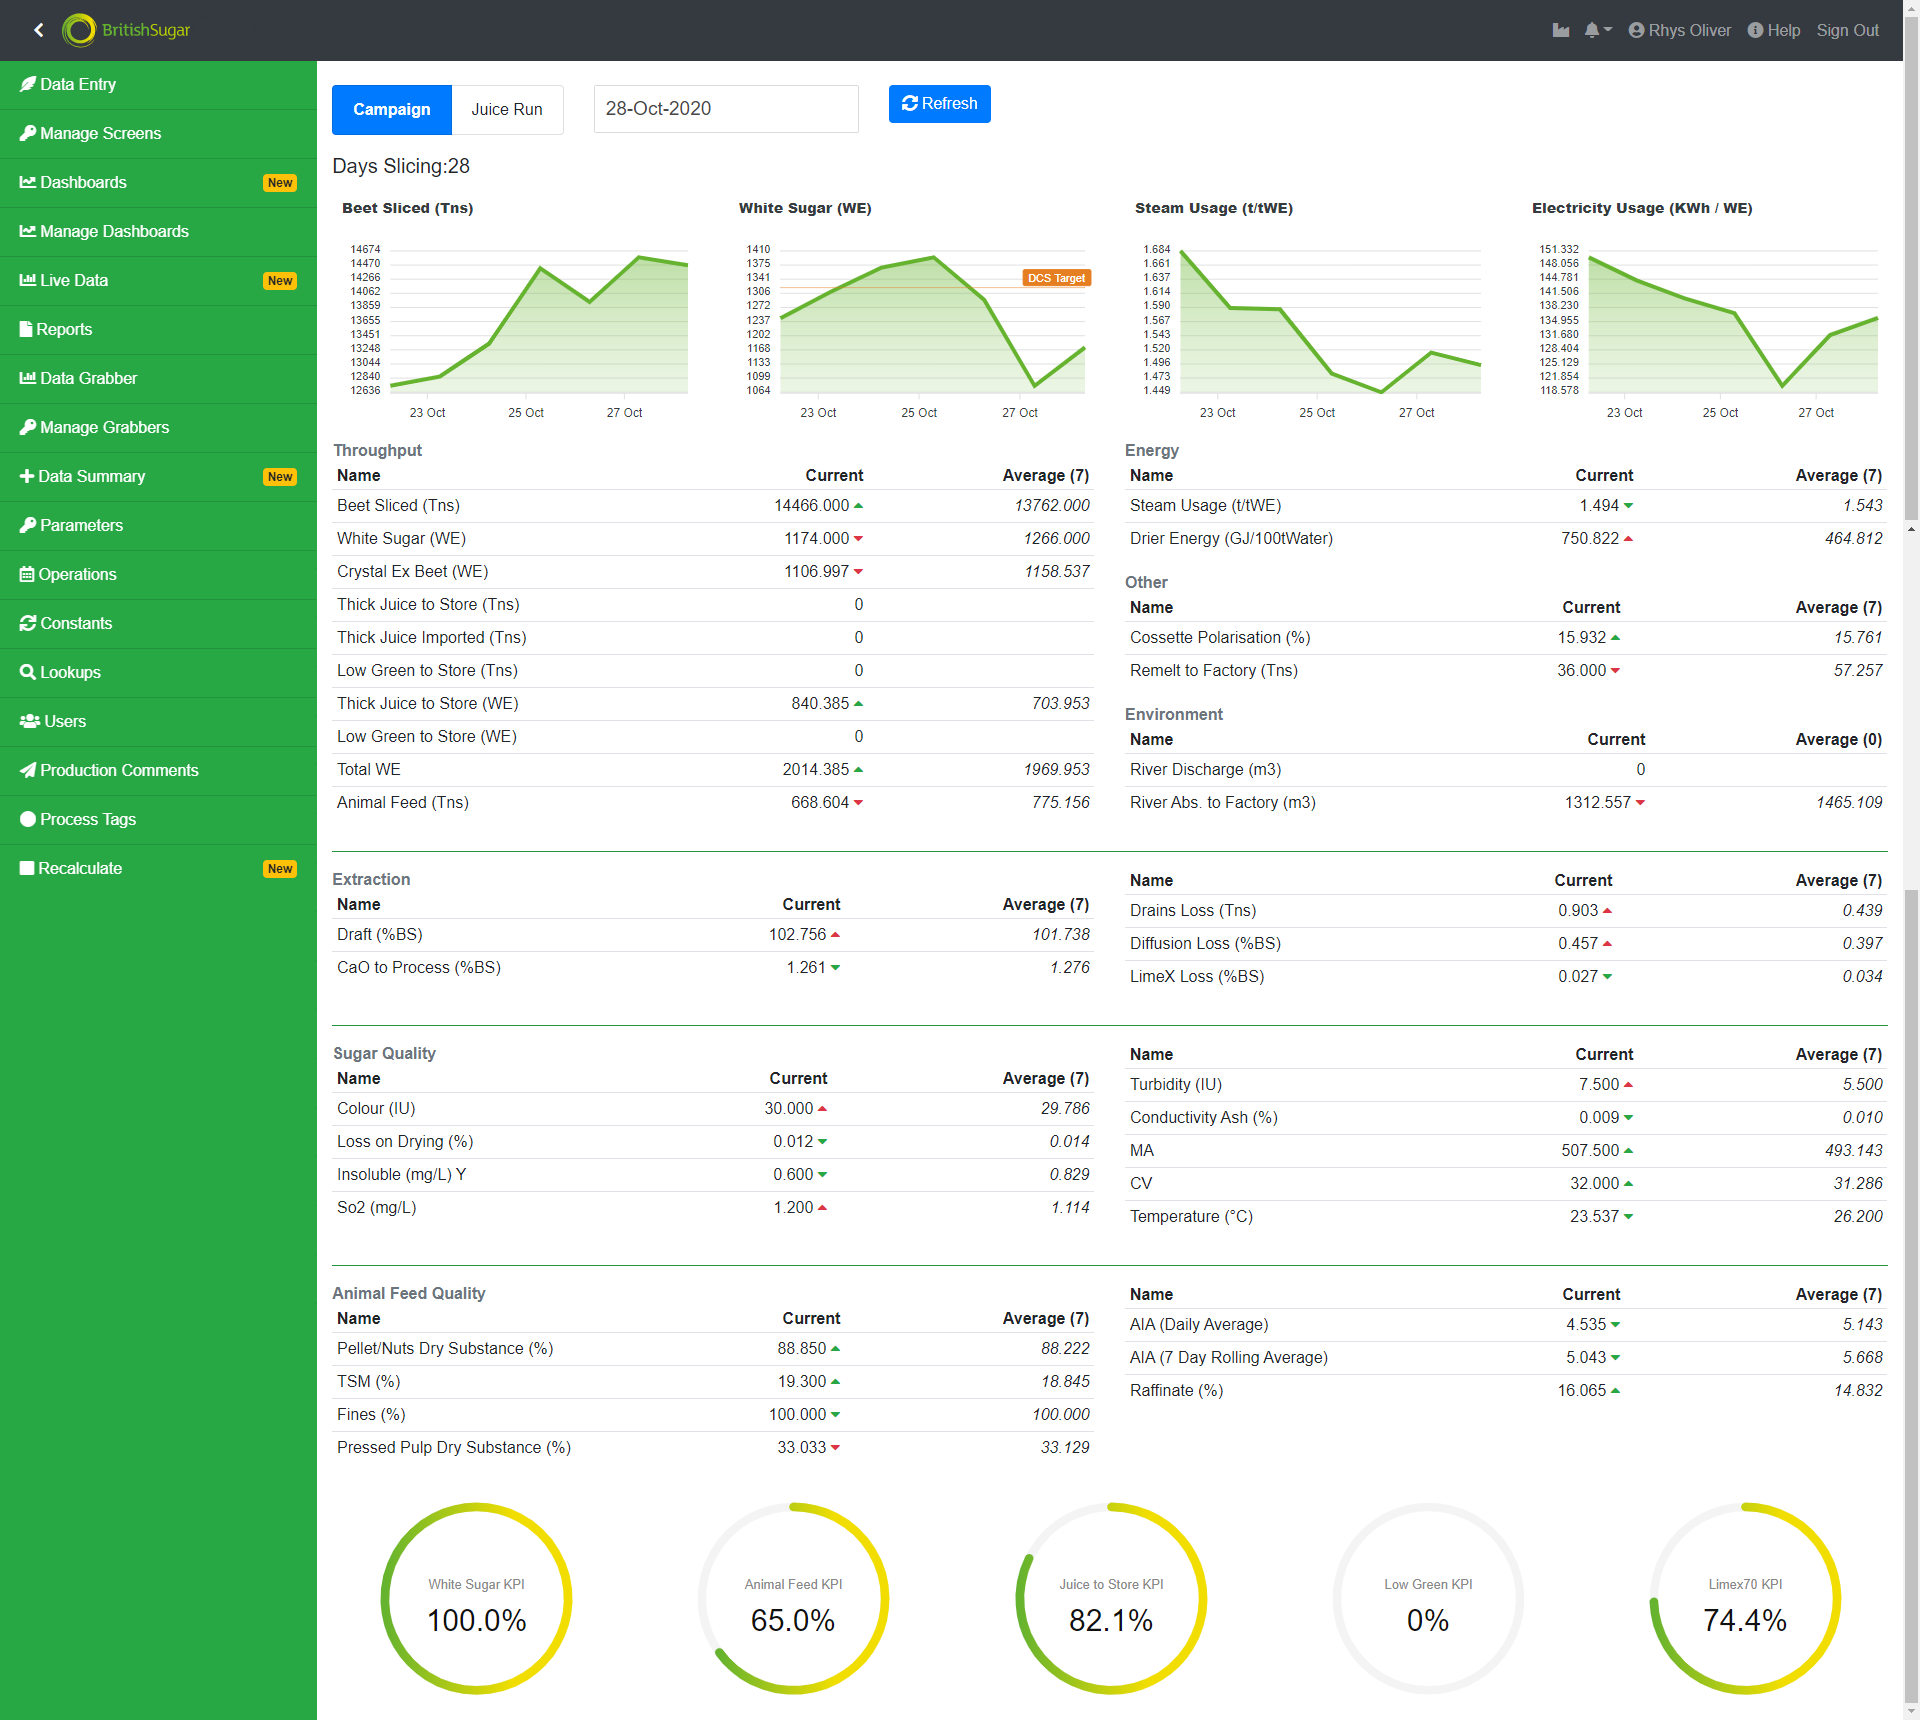 BritishSugar
Rhys Oliver Help Sign Out
Data Entry
Manage Screens
Dashboards New
Manage Dashboards
Live Data New
Reports
Data Grabber
Manage Grabbers
Data Summary New
Parameters
Operations
Constants
Lookups
Users
Production Comments
Process Tags
Recalculate New
Campaign Juice Run 28-Oct-2020 Refresh
Days Slicing:28
Beet Sliced (Tns)
14674
14470
14266
14062
13859
13655
13451
13248
13044
12840
12636
23 Oct 25 Oct 27 Oct
White Sugar (WE)
1410
1375
1341
1306
1272
1237
1202
1168
1133
1099
1064
DCS Target
23 Oct 25 Oct 27 Oct
Steam Usage (t/tWE)
1.684
1.661
1.637
1.614
1.590
1.567
1.543
1.520
1.496
1.473
1.449
23 Oct 25 Oct 27 Oct
Electricity Usage (KWh / WE)
151.332
148.056
144.781
141.506
138.230
134.955
131.680
128.404
125.129
121.854
118.578
23 Oct 25 Oct 27 Oct
Throughput
Name Current Average (7)
Beet Sliced (Tns) 14466.000 13762.000
White Sugar (WE) 1174.000 1266.000
Crystal Ex Beet (WE) 1106.997 1158.537
Thick Juice to Store (Tns) 0
Thick Juice Imported (Tns) 0
Low Green to Store (Tns) 0
Thick Juice to Store (WE) 840.385 703.953
Low Green to Store (WE) 0
Total WE 2014.385 1969.953
Animal Feed (Tns) 668.604 775.156
Energy
Name Current Average (7)
Steam Usage (t/tWE) 1.494 1.543
Drier Energy (GJ/100tWater) 750.822 464.812
Other
Name Current Average (7)
Cossette Polarisation (%) 15.932 15.761
Remelt to Factory (Tns) 36.000 57.257
Environment
Name Current Average (0)
River Discharge (m3) 0
River Abs. to Factory (m3) 1312.557 1465.109
Extraction
Name Current Average (7)
Draft (%BS) 102.756 101.738
CaO to Process (%BS) 1.261 1.276
Name Current Average (7)
Drains Loss (Tns) 0.903 0.439
Diffusion Loss (%BS) 0.457 0.397
LimeX Loss (%BS) 0.027 0.034
Sugar Quality
Name Current Average (7)
Colour (IU) 30.000 29.786
Loss on Drying (%) 0.012 0.014
Insoluble (mg/L) Y 0.600 0.829
So2 (mg/L) 1.200 1.114
Name Current Average (7)
Turbidity (IU) 7.500 5.500
Conductivity Ash (%) 0.009 0.010
MA 507.500 493.143
CV 32.000 31.286
Temperature (°C) 23.537 26.200
Animal Feed Quality
Name Current Average (7)
Pellet/Nuts Dry Substance (%) 88.850 88.222
TSM (%) 19.300 18.845
Fines (%) 100.000 100.000
Pressed Pulp Dry Substance (%) 33.033 33.129
Name Current Average (7)
AIA (Daily Average) 4.535 5.143
AIA (7 Day Rolling Average) 5.043 5.668
Raffinate (%) 16.065 14.832
White Sugar KPI
100.0%
Animal Feed KPI
65.0%
Juice to Store KPI
82.1%
Low Green KPI
0%
Limex70 KPI
74.4%